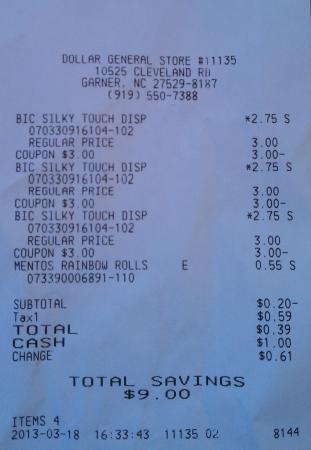 DOLLAR GENERAL STORE #11135
10525 CLEVELAND RD
GARNER, NC 27529-8187
(919) 550-7388
BIC SILKY TOUCH DISP *2.75 S
070330916104-102
REGULAR PRICE 3.00
COUPON $3.00 3.00-
BIC SILKY TOUCH DISP *2.75 S
070330916104-102
REGULAR PRICE 3.00
COUPON $3.00 3.00-
BIC SILKY TOUCH DISP *2.75 S
070330916104-102
REGULAR PRICE 3.00
COUPON $3.00 3.00-
MENTOS RAINBOW ROLLS E 0.55 S
073390006891-110
SUBTOTAL $0.20-
Tax1 $0.59
TOTAL $0.39
CASH $1.00
CHANGE $0.61
TOTAL SAVINGS
$9.00
ITEMS 4
2013-03-18 16:33:43 11135 02 8144